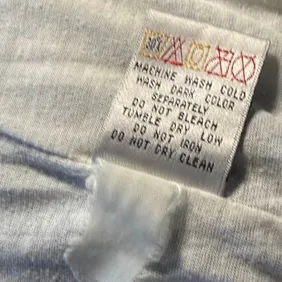 MACHINE WASH COLD
WASH DARK COLOR
SEPARATELY
DO NOT BLEACH
TUMBLE DRY LOW
DO NOT IRON
DO NOT DRY CLEAN